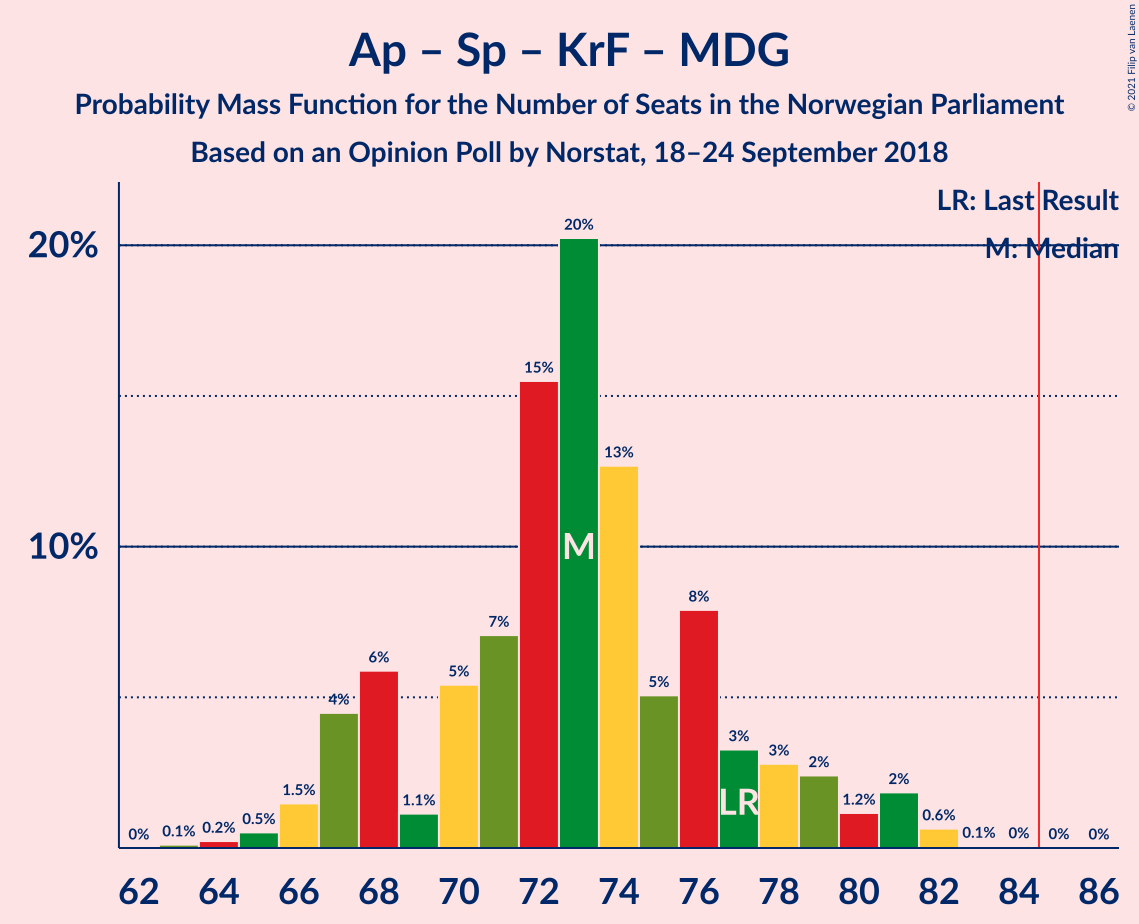 Ap – Sp – KrF – MDG
Probability Mass Function for the Number of Seats in the Norwegian Parliament
Based on an Opinion Poll by Norstat, 18–24 September 2018
© 2021 Filip van Laenen
LR: Last Result
M: Median
20%
10%
0% 0.1% 0.2% 0.5% 1.5% 4% 6% 1.1% 5% 7% 15% 20% 13% 5% 8% 3% 3% 2% 1.2% 2% 0.6% 0.1% 0% 0% 0%
M
LR
62 64 66 68 70 72 74 76 78 80 82 84 86